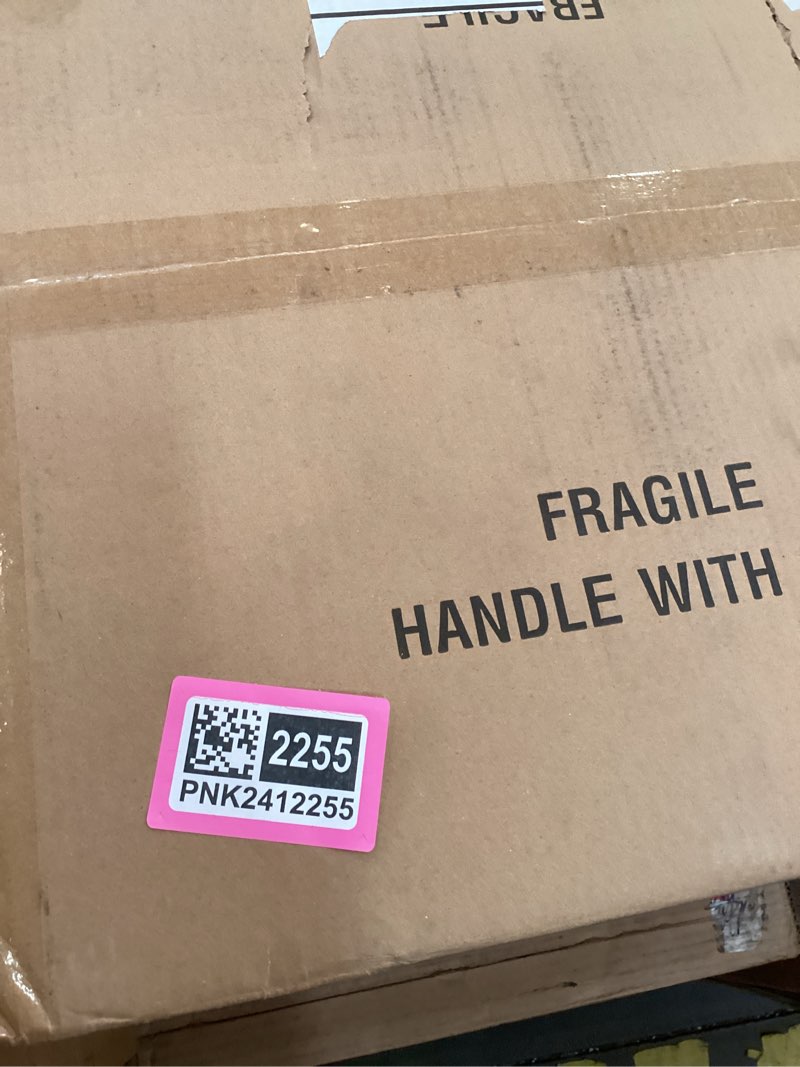 FRAGILE
FRAGILE
HANDLE WITH
2255
PNK2412255